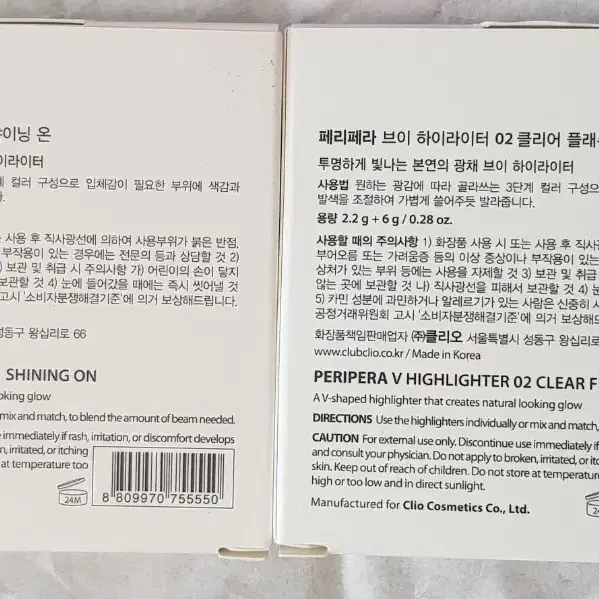 샤이닝 온
이라이터
계 컬러 구성으로 입체감이 필요한 부위에 색감과
사용 후 직사광선에 의하여 사용부위가 붉은 반점,
부작용이 있는 경우에는 전문의 등과 상담할 것 2)
보관 및 취급 시 주의사항 가) 어린이의 손이 닿지
보관할 것 4) 눈에 들어갔을 때에는 즉시 씻어낼 것
고시 '소비자분쟁해결기준'에 의거 보상해드립니다.
성동구 왕십리로 66
SHINING ON
oking glow
mix and match, to blend the amount of beam needed.
immediately if rash, irritation, or discomfort develops
n, irritated, or itching
at temperature too
24M
8 809970 755550
페리페라 브이 하이라이터 02 클리어 플래
투명하게 빛나는 본연의 광채 브이 하이라이터
사용법 원하는 광감에 따라 골라쓰는 3단계 컬러 구성으
발색을 조절하여 가볍게 쓸어주듯 발라줍니다.
용량 2.2 g + 6 g / 0.28 oz.
사용할 때의 주의사항 1) 화장품 사용 시 또는 사용 후 직사
부어오름 또는 가려움증 등의 이상 증상이나 부작용이 있는
상처가 있는 부위 등에는 사용을 자제할 것 3) 보관 및 취급
않는 곳에 보관할 것 나) 직사광선을 피해서 보관할 것 4) 눈
5) 카민 성분에 과민하거나 알레르기가 있는 사람은 신중히 사
공정거래위원회 고시 '소비자분쟁해결기준'에 의거 보상해드
화장품책임판매업자 ㈜클리오 서울특별시 성동구 왕십리로
www.clubclio.co.kr / Made in Korea
PERIPERA V HIGHLIGHTER 02 CLEAR F
A V-shaped highlighter that creates natural looking glow
DIRECTIONS Use the highlighters individually or mix and match,
CAUTION For external use only. Discontinue use immediately if
and consult your physician. Do not apply to broken, irritated, or itc
skin. Keep out of reach of children. Do not store at temperature
high or too low and in direct sunlight.
Manufactured for Clio Cosmetics Co., Ltd.